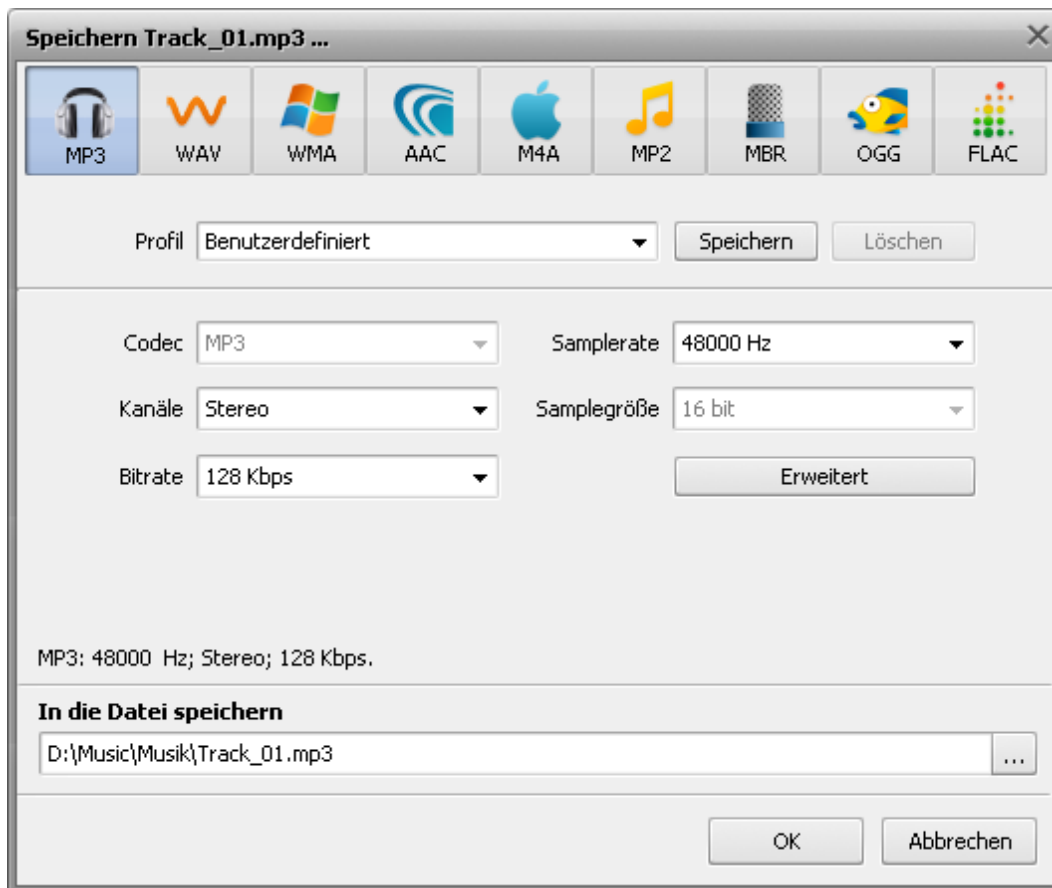 Speichern Track_01.mp3 ...
MP3 WAV WMA AAC M4A MP2 MBR OGG FLAC
Profil Benutzerdefiniert Speichern Löschen
Codec MP3 Samplerate 48000 Hz
Kanäle Stereo Samplegröße 16 bit
Bitrate 128 Kbps Erweitert
MP3: 48000 Hz; Stereo; 128 Kbps.
In die Datei speichern
D:\Music\Musik\Track_01.mp3 ...
OK Abbrechen